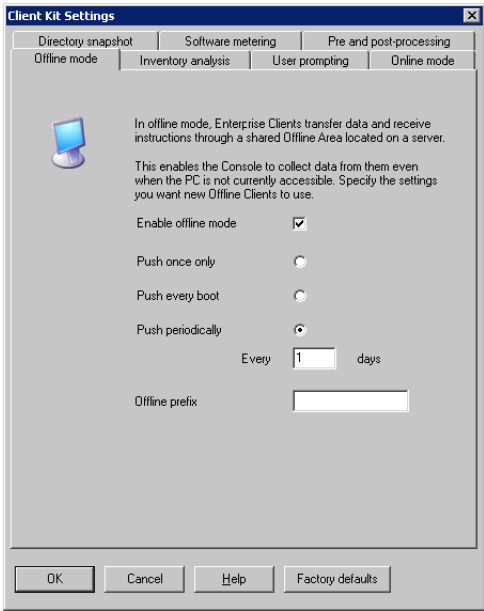 Client Kit Settings
Directory snapshot
Software metering
Pre and post-processing
Offline mode
Inventory analysis
User prompting
Online mode
In offline mode, Enterprise Clients transfer data and receive
instructions through a shared Offline Area located on a server.
This enables the Console to collect data from them even
when the PC is not currently accessible. Specify the settings
you want new Offline Clients to use.
Enable offline mode
Push once only
Push every boot
Push periodically
Every 1 days
Offline prefix
OK
Cancel
Help
Factory defaults